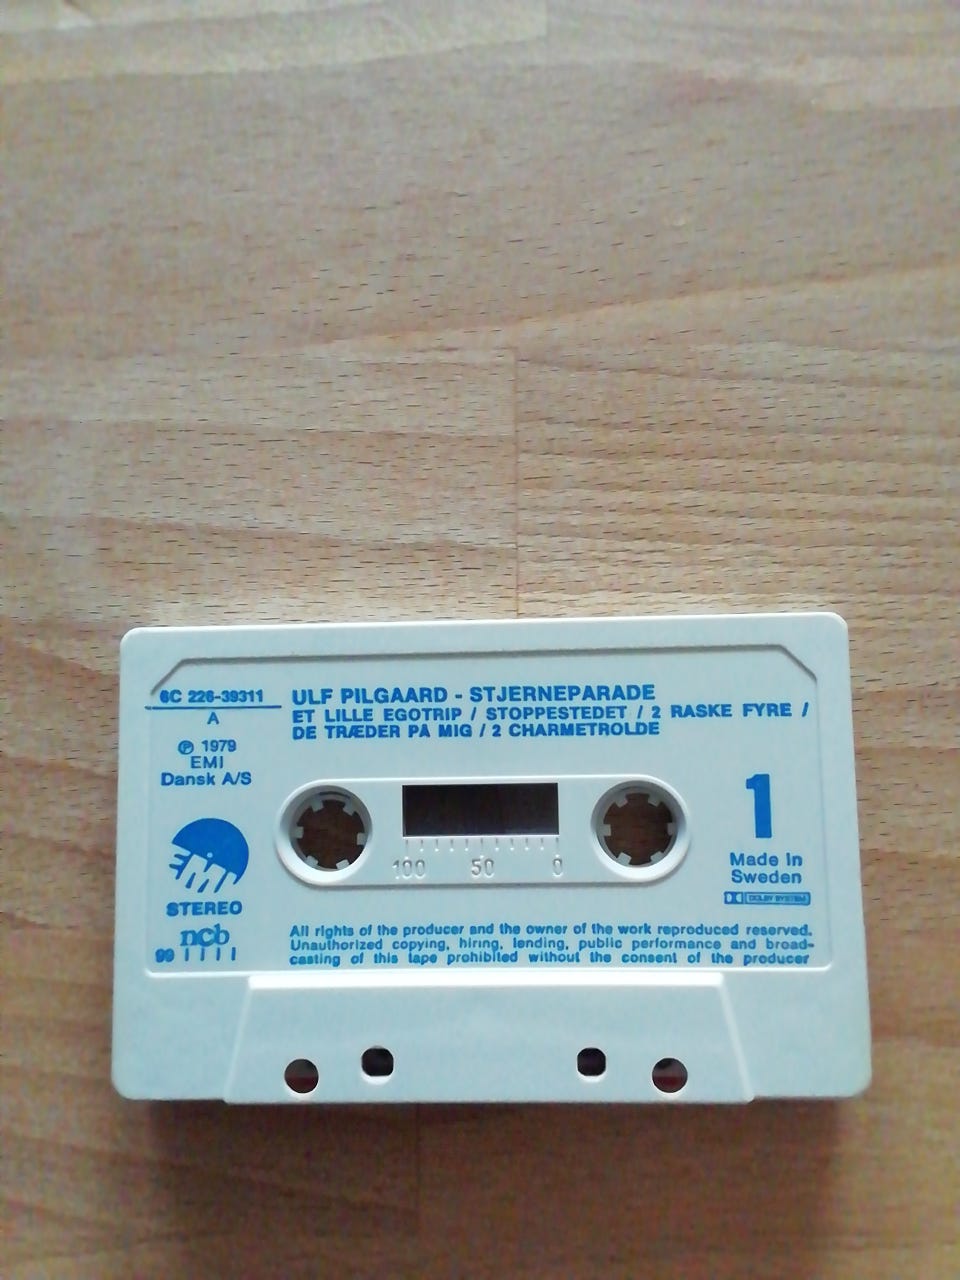 6C 226-39311
A
℗ 1979
EMI
Dansk A/S
EMI
STEREO
ncb
99
ULF PILGAARD - STJERNEPARADE
ET LILLE EGOTRIP / STOPPESTEDET / 2 RASKE FYRE /
DE TRÆDER PÅ MIG / 2 CHARMETROLDE
100 50 0
1
Made in
Sweden
DOLBY SYSTEM
All rights of the producer and the owner of the work reproduced reserved.
Unauthorized copying, hiring, lending, public performance and broad-
casting of this tape prohibited without the consent of the producer